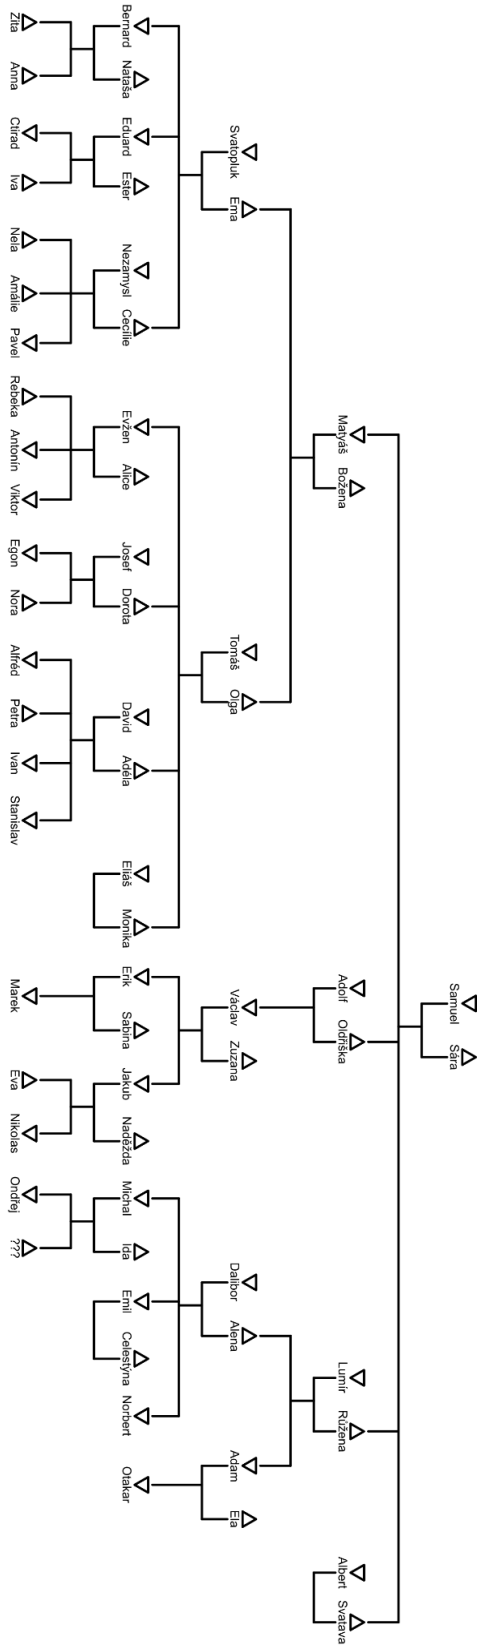 Samuel
Sára
Matyáš
Božena
Adolf
Oldřiška
Lumír
Růžena
Albert
Svatava
Svatopluk
Ema
Tomáš
Olga
Václav
Zuzana
Dalibor
Alena
Adam
Ela
Bernard
Nataša
Eduard
Ester
Nezamysl
Cecílie
Evžen
Alice
Josef
Dorota
David
Adéla
Eliáš
Monika
Erik
Sabina
Jakub
Naděžda
Michal
Ida
Emil
Celestýna
Norbert
Otakar
Zita
Anna
Ctirad
Iva
Nela
Amálie
Pavel
Rebeka
Antonín
Viktor
Egon
Nora
Alfréd
Petra
Ivan
Stanislav
Marek
Eva
Nikolas
Ondřej
???